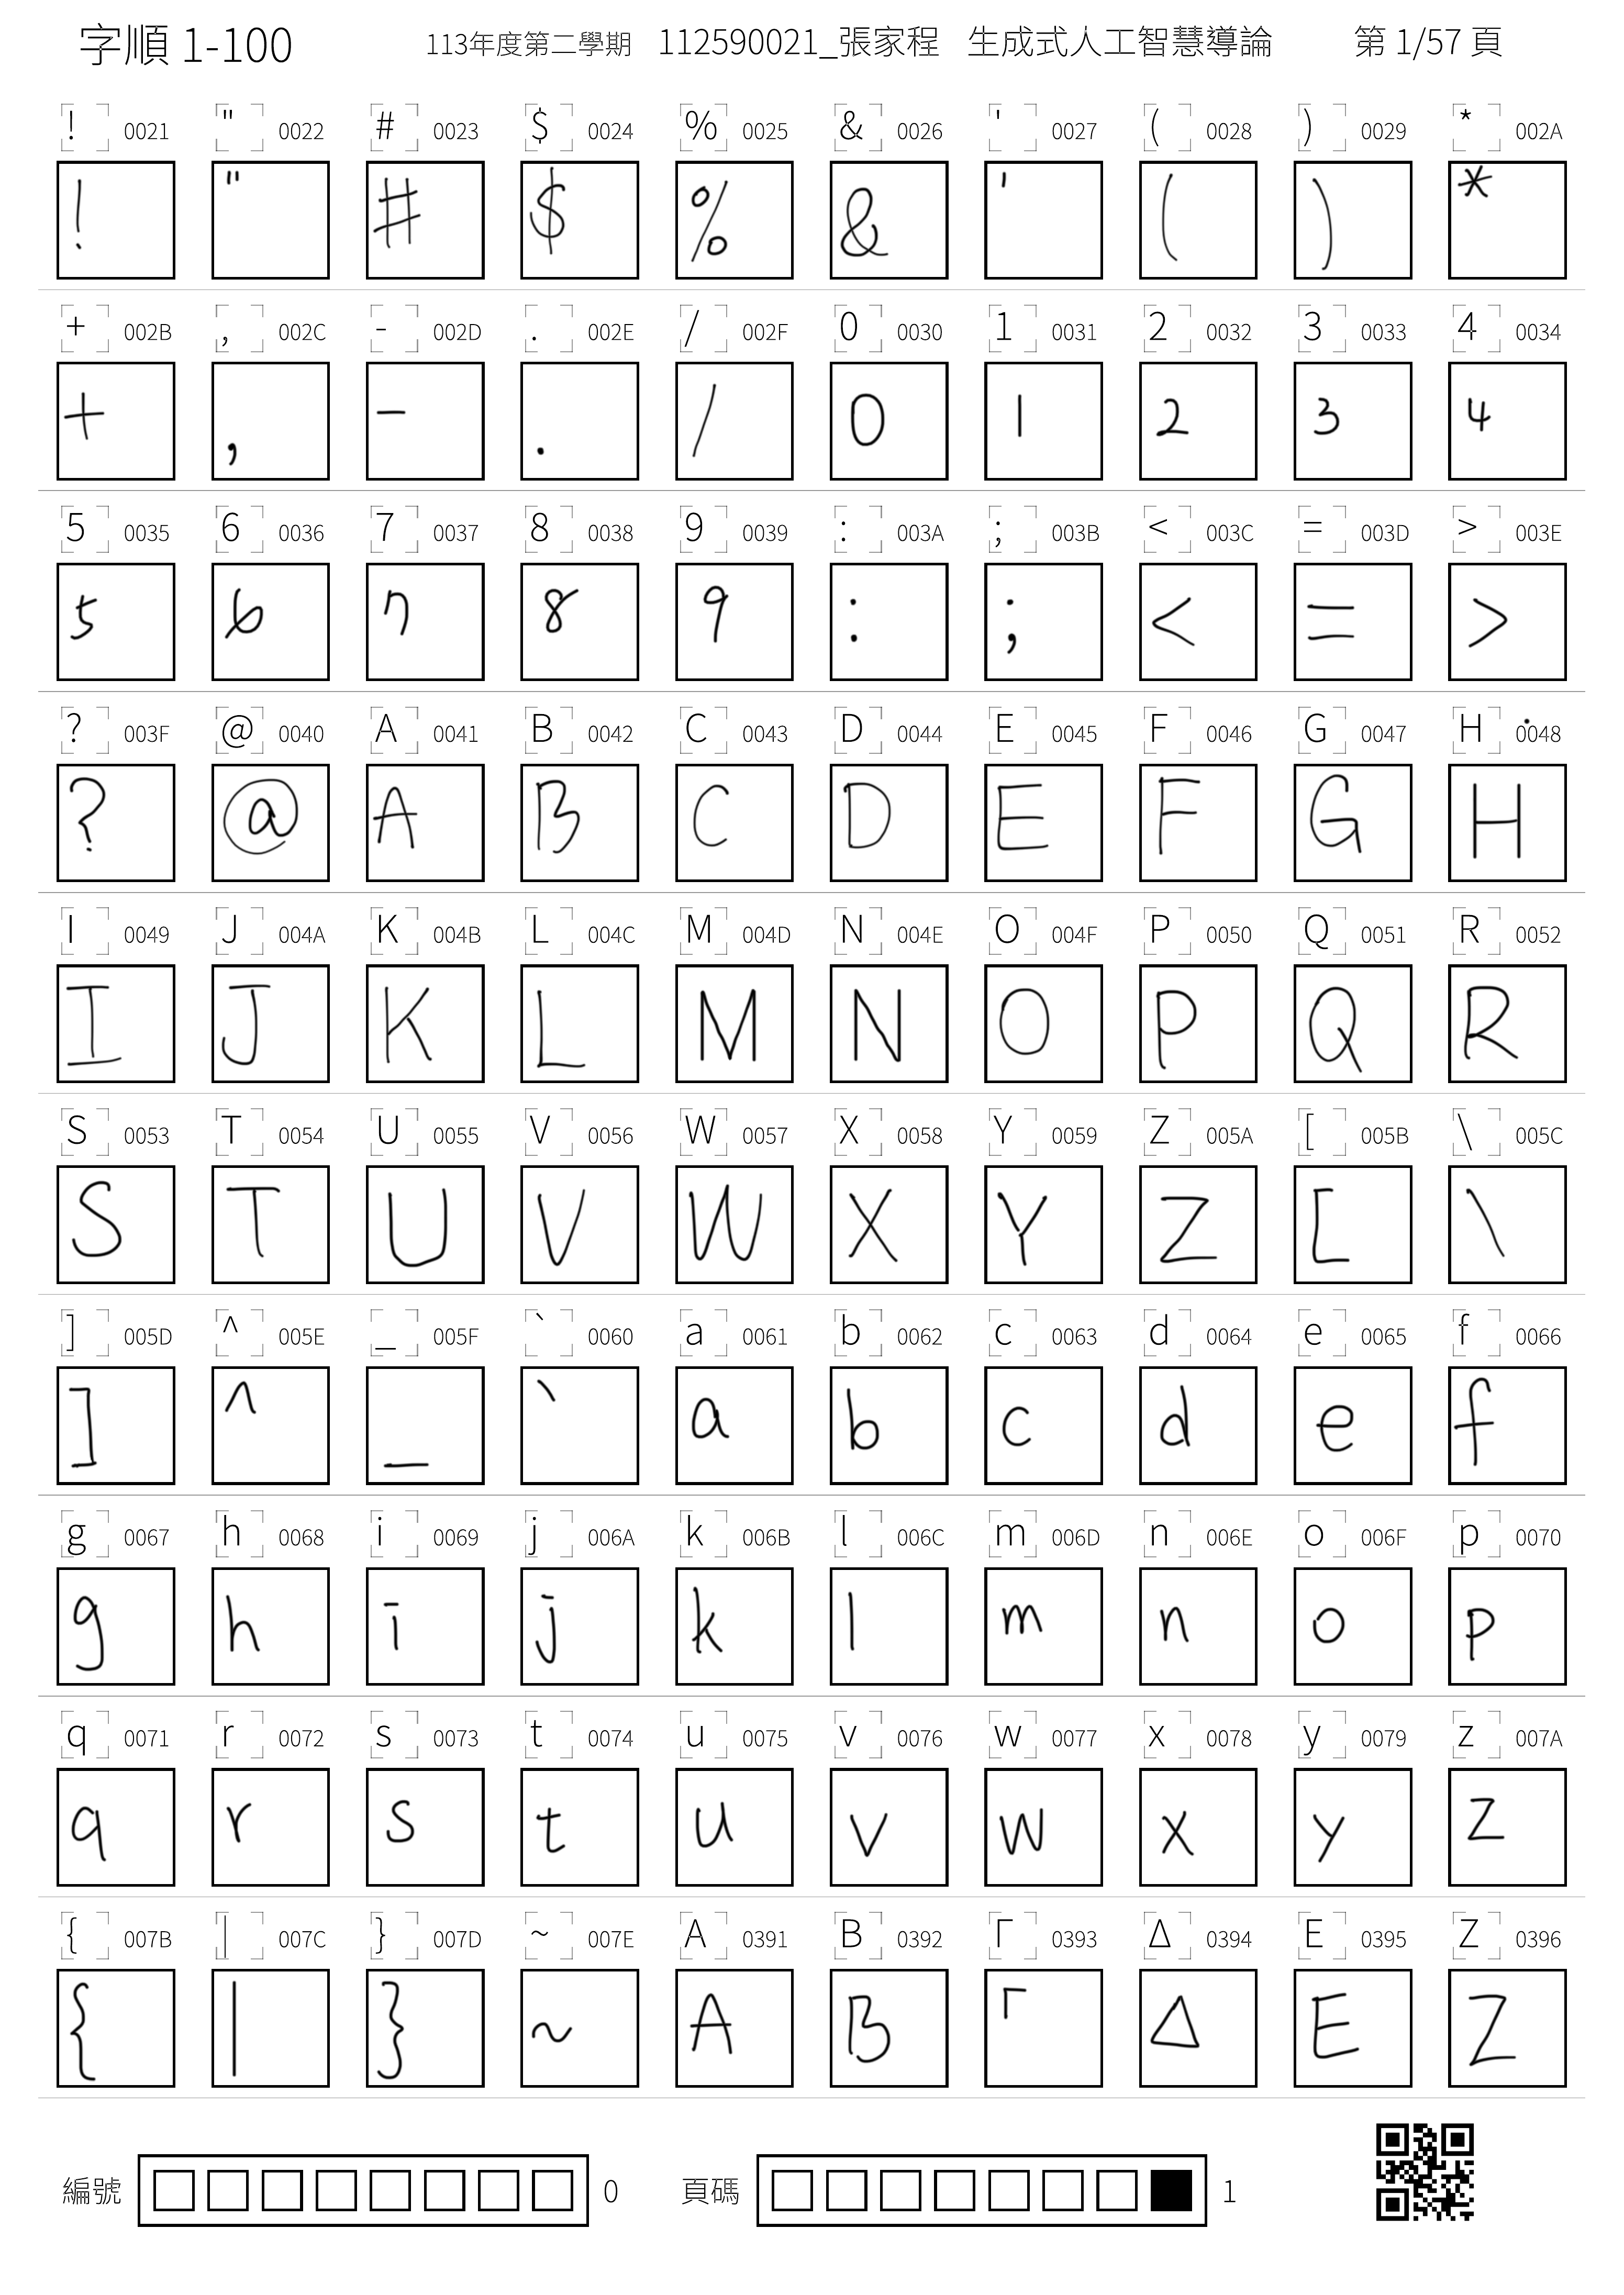 字順 1-100 113年度第二學期 112590021_張家程 生成式人工智慧導論 第 1/57 頁
! 0021 " 0022 # 0023 $ 0024 % 0025 & 0026 ' 0027 ( 0028 ) 0029 * 002A
! " # $ % & ' ( ) *
+ 002B , 002C - 002D . 002E / 002F 0 0030 1 0031 2 0032 3 0033 4 0034
+ , - . / 0 1 2 3 4
5 0035 6 0036 7 0037 8 0038 9 0039 : 003A ; 003B < 003C = 003D > 003E
5 6 7 8 9 : ; < = >
? 003F @ 0040 A 0041 B 0042 C 0043 D 0044 E 0045 F 0046 G 0047 H 0048
? @ A B C D E F G H
I 0049 J 004A K 004B L 004C M 004D N 004E O 004F P 0050 Q 0051 R 0052
I J K L M N O P Q R
S 0053 T 0054 U 0055 V 0056 W 0057 X 0058 Y 0059 Z 005A [ 005B \ 005C
S T U V W X Y Z [ \
] 005D ^ 005E _ 005F ` 0060 a 0061 b 0062 c 0063 d 0064 e 0065 f 0066
] ^ _ ` a b c d e f
g 0067 h 0068 i 0069 j 006A k 006B l 006C m 006D n 006E o 006F p 0070
g h i j k l m n o p
q 0071 r 0072 s 0073 t 0074 u 0075 v 0076 w 0077 x 0078 y 0079 z 007A
q r s t u v w x y z
{ 007B | 007C } 007D ~ 007E Α 0391 Β 0392 Γ 0393 Δ 0394 Ε 0395 Ζ 0396
{ | } ~ Α Β Γ Δ Ε Ζ
編號 0 頁碼 1